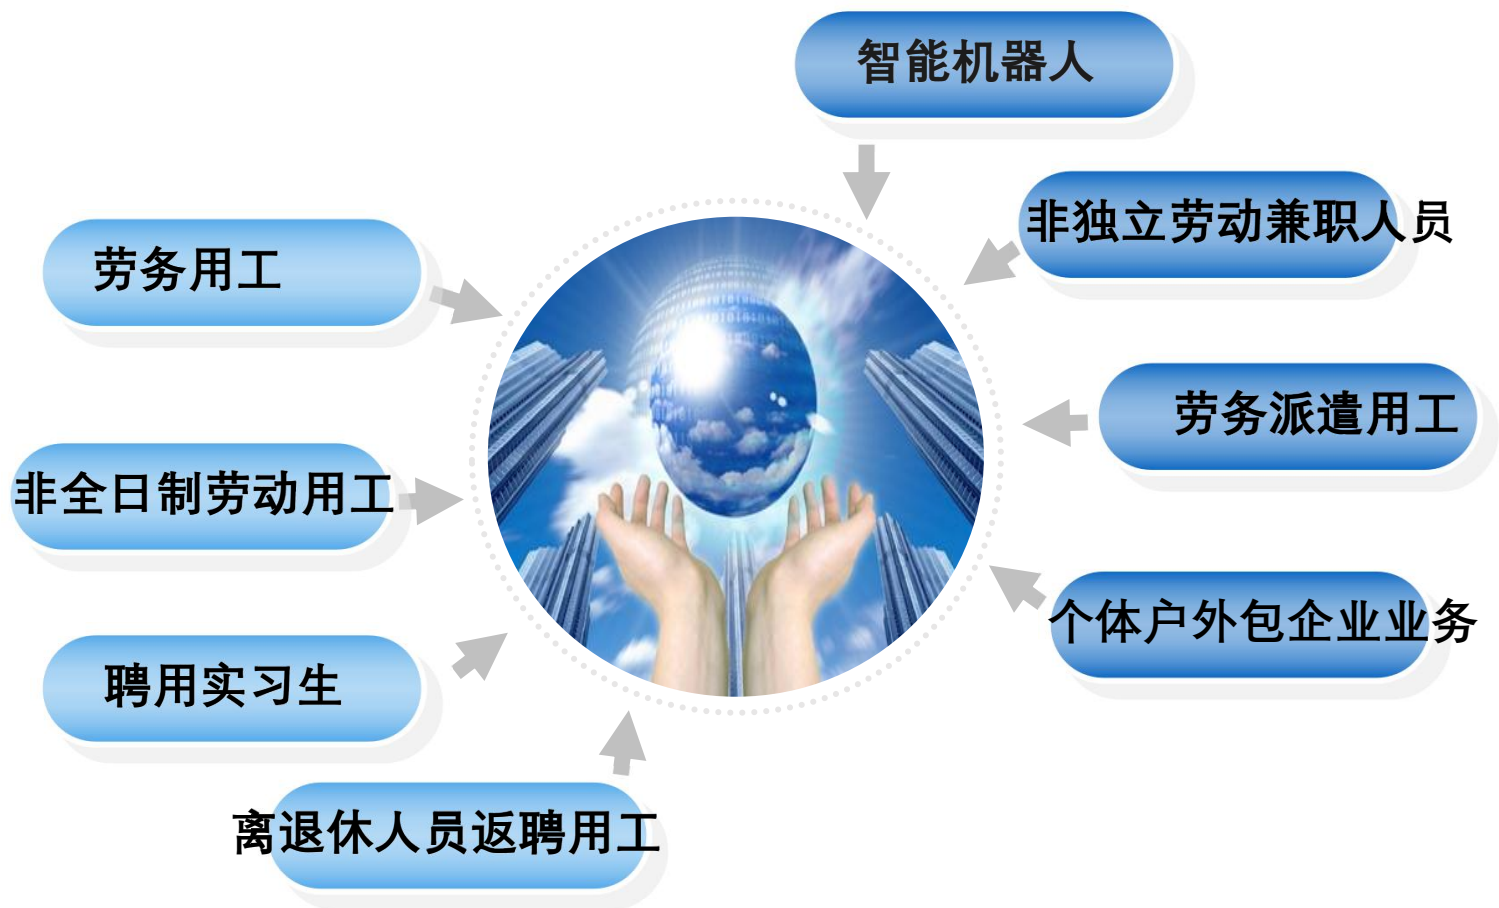 智能机器人
非独立劳动兼职人员
劳务用工
劳务派遣用工
非全日制劳动用工
个体户外包企业业务
聘用实习生
离退休人员返聘用工